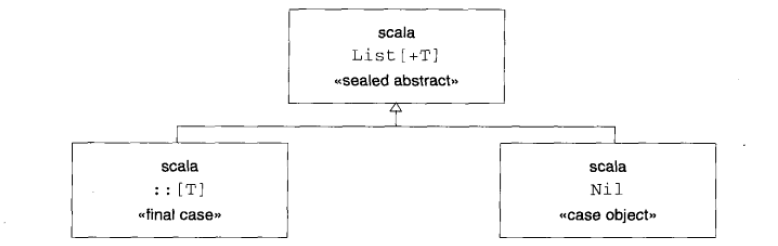 scala
List[+T]
«sealed abstract»
scala
::[T]
«final case»
scala
Nil
«case object»